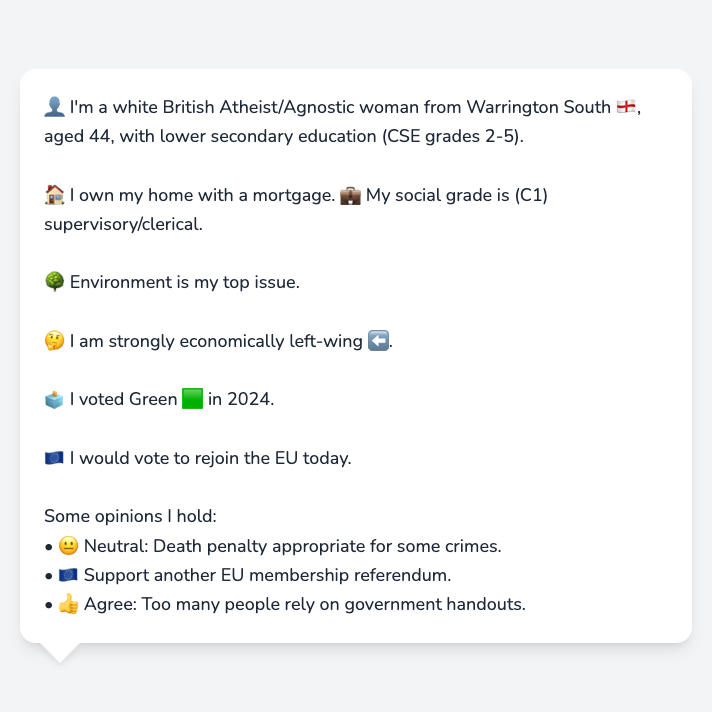 👤 I'm a white British Atheist/Agnostic woman from Warrington South 🏴󠁧󠁢󠁥󠁮󠁧󠁿,
aged 44, with lower secondary education (CSE grades 2-5).
🏠 I own my home with a mortgage. 💼 My social grade is (C1)
supervisory/clerical.
🌳 Environment is my top issue.
🤔 I am strongly economically left-wing ⬅️.
🗳️ I voted Green 🟩 in 2024.
🇪🇺 I would vote to rejoin the EU today.
Some opinions I hold:
• 😐 Neutral: Death penalty appropriate for some crimes.
• 🇪🇺 Support another EU membership referendum.
• 👍 Agree: Too many people rely on government handouts.